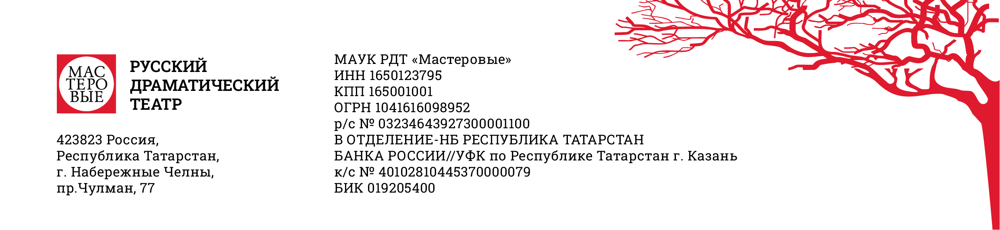 МАС
ТЕРО
ВЫЕ
РУССКИЙ
ДРАМАТИЧЕСКИЙ
ТЕАТР
423823 Россия,
Республика Татарстан,
г. Набережные Челны,
пр.Чулман, 77
МАУК РДТ «Мастеровые»
ИНН 1650123795
КПП 165001001
ОГРН 1041616098952
р/с № 03234643927300001100
В ОТДЕЛЕНИЕ-НБ РЕСПУБЛИКА ТАТАРСТАН
БАНКА РОССИИ//УФК по Республике Татарстан г. Казань
к/с № 40102810445370000079
БИК 019205400